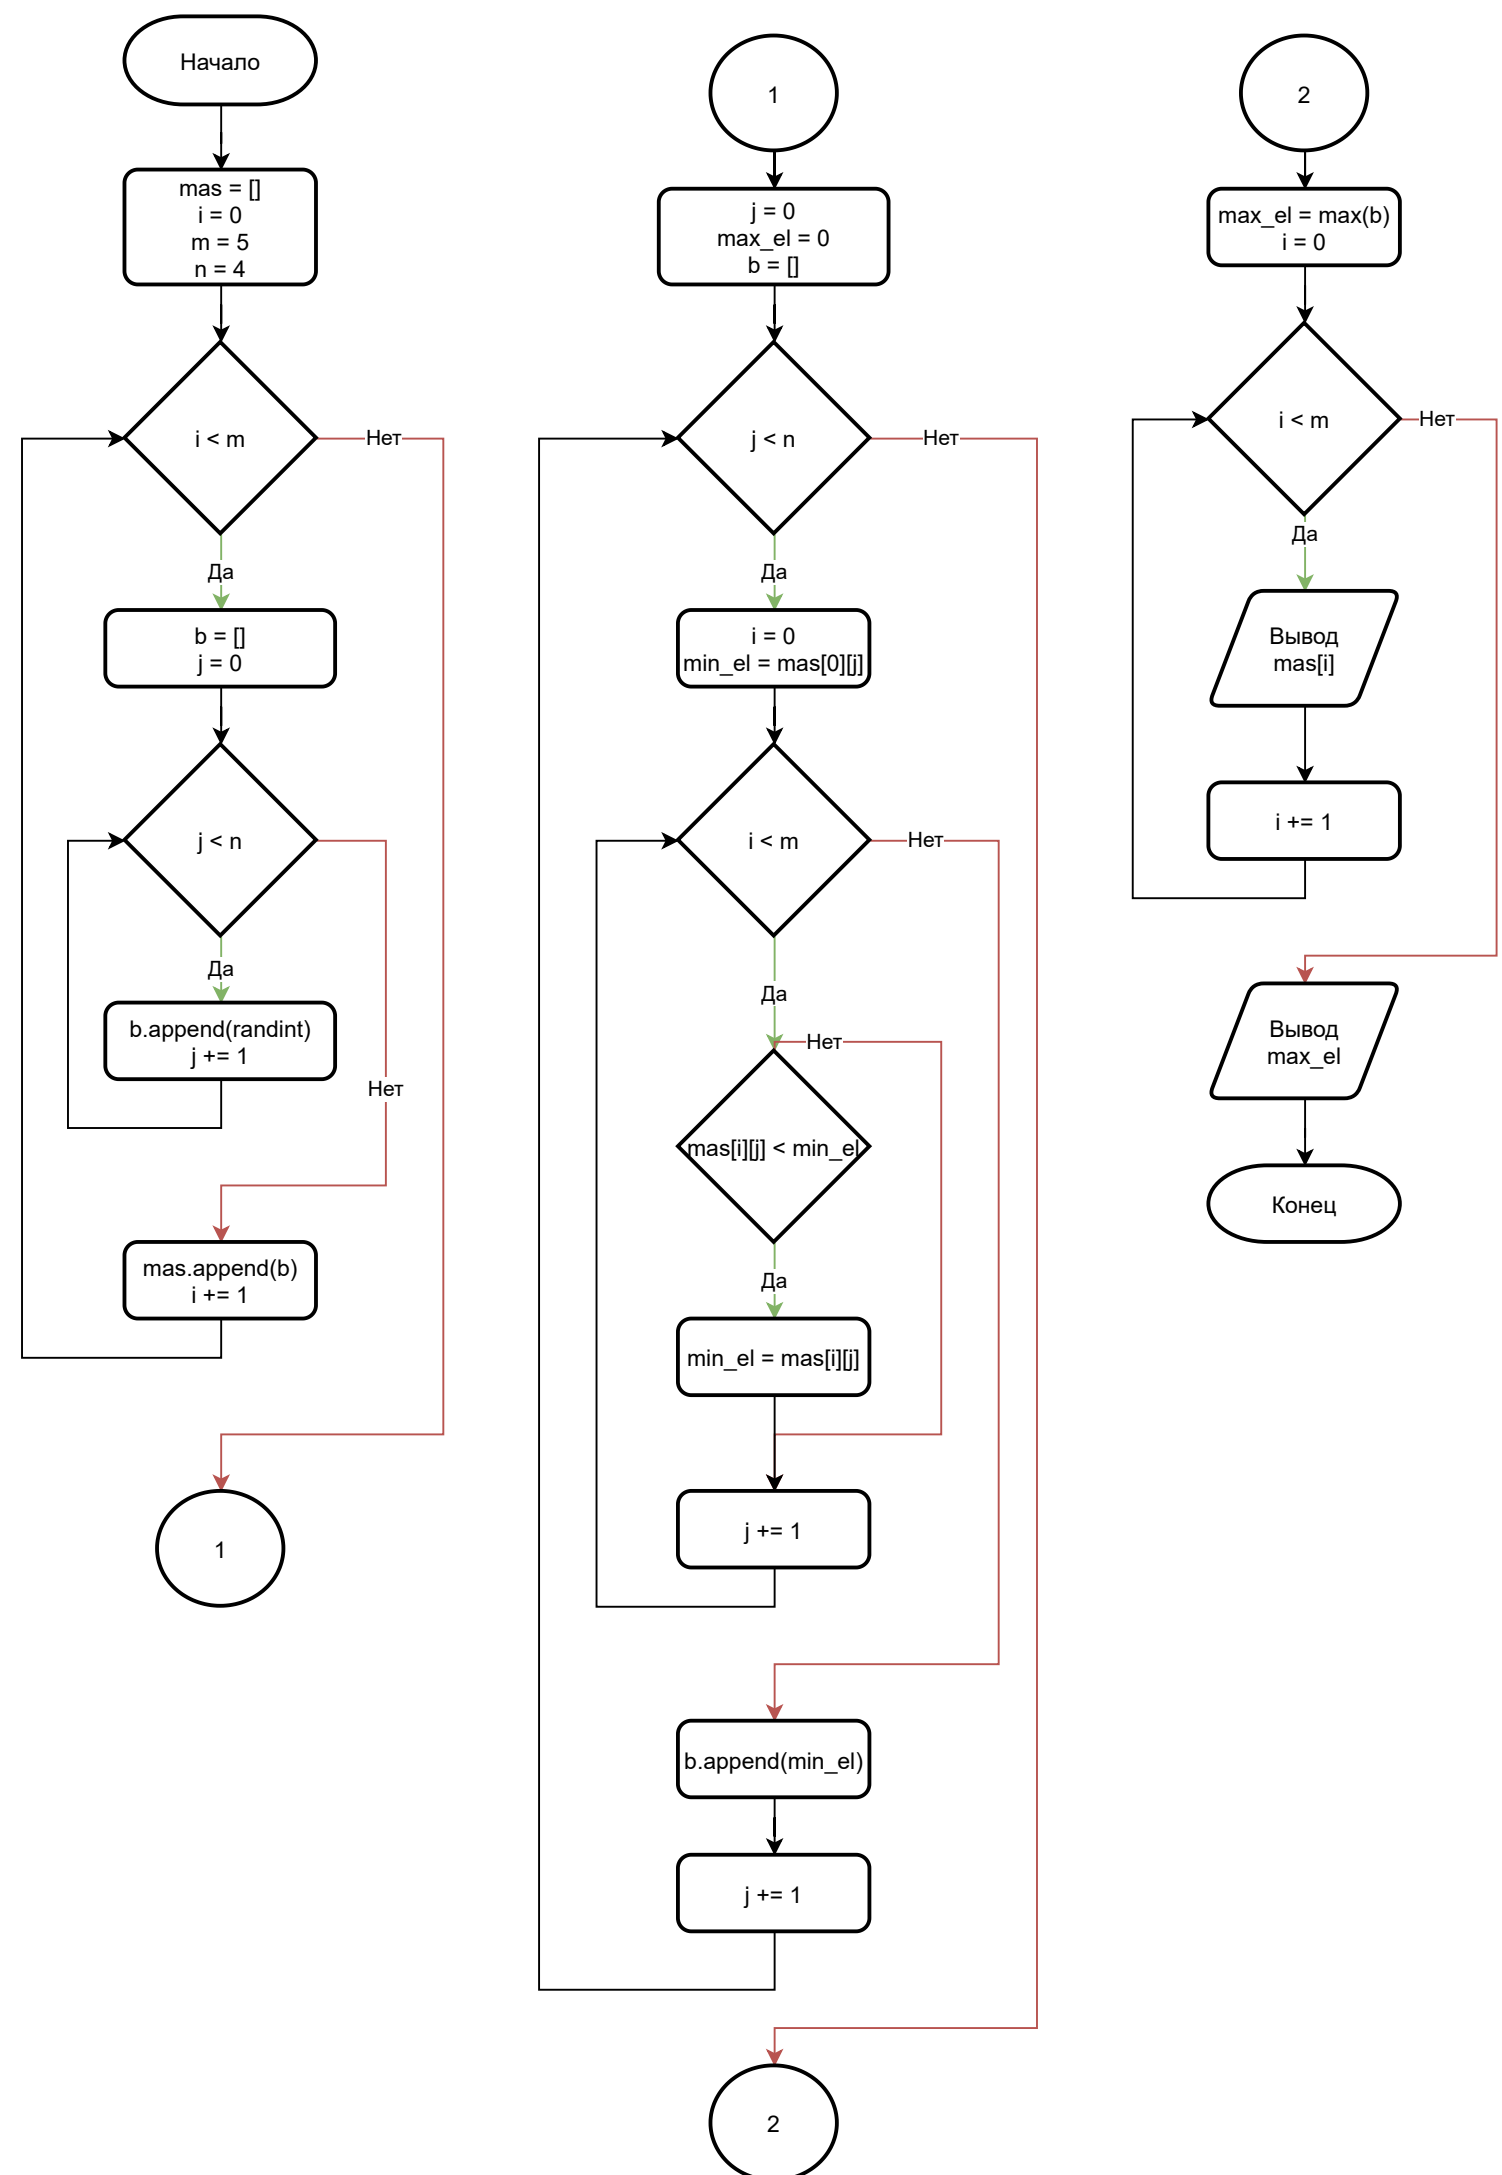 Начало
mas = []
i = 0
m = 5
n = 4
i < m
Нет
Да
b = []
j = 0
j < n
Да
b.append(randint)
j += 1
Нет
mas.append(b)
i += 1
1
1
j = 0
max_el = 0
b = []
j < n
Нет
Да
i = 0
min_el = mas[0][j]
i < m
Нет
Да
Нет
mas[i][j] < min_el
Да
min_el = mas[i][j]
j += 1
b.append(min_el)
j += 1
2
2
max_el = max(b)
i = 0
i < m
Нет
Да
Вывод
mas[i]
i += 1
Вывод
max_el
Конец